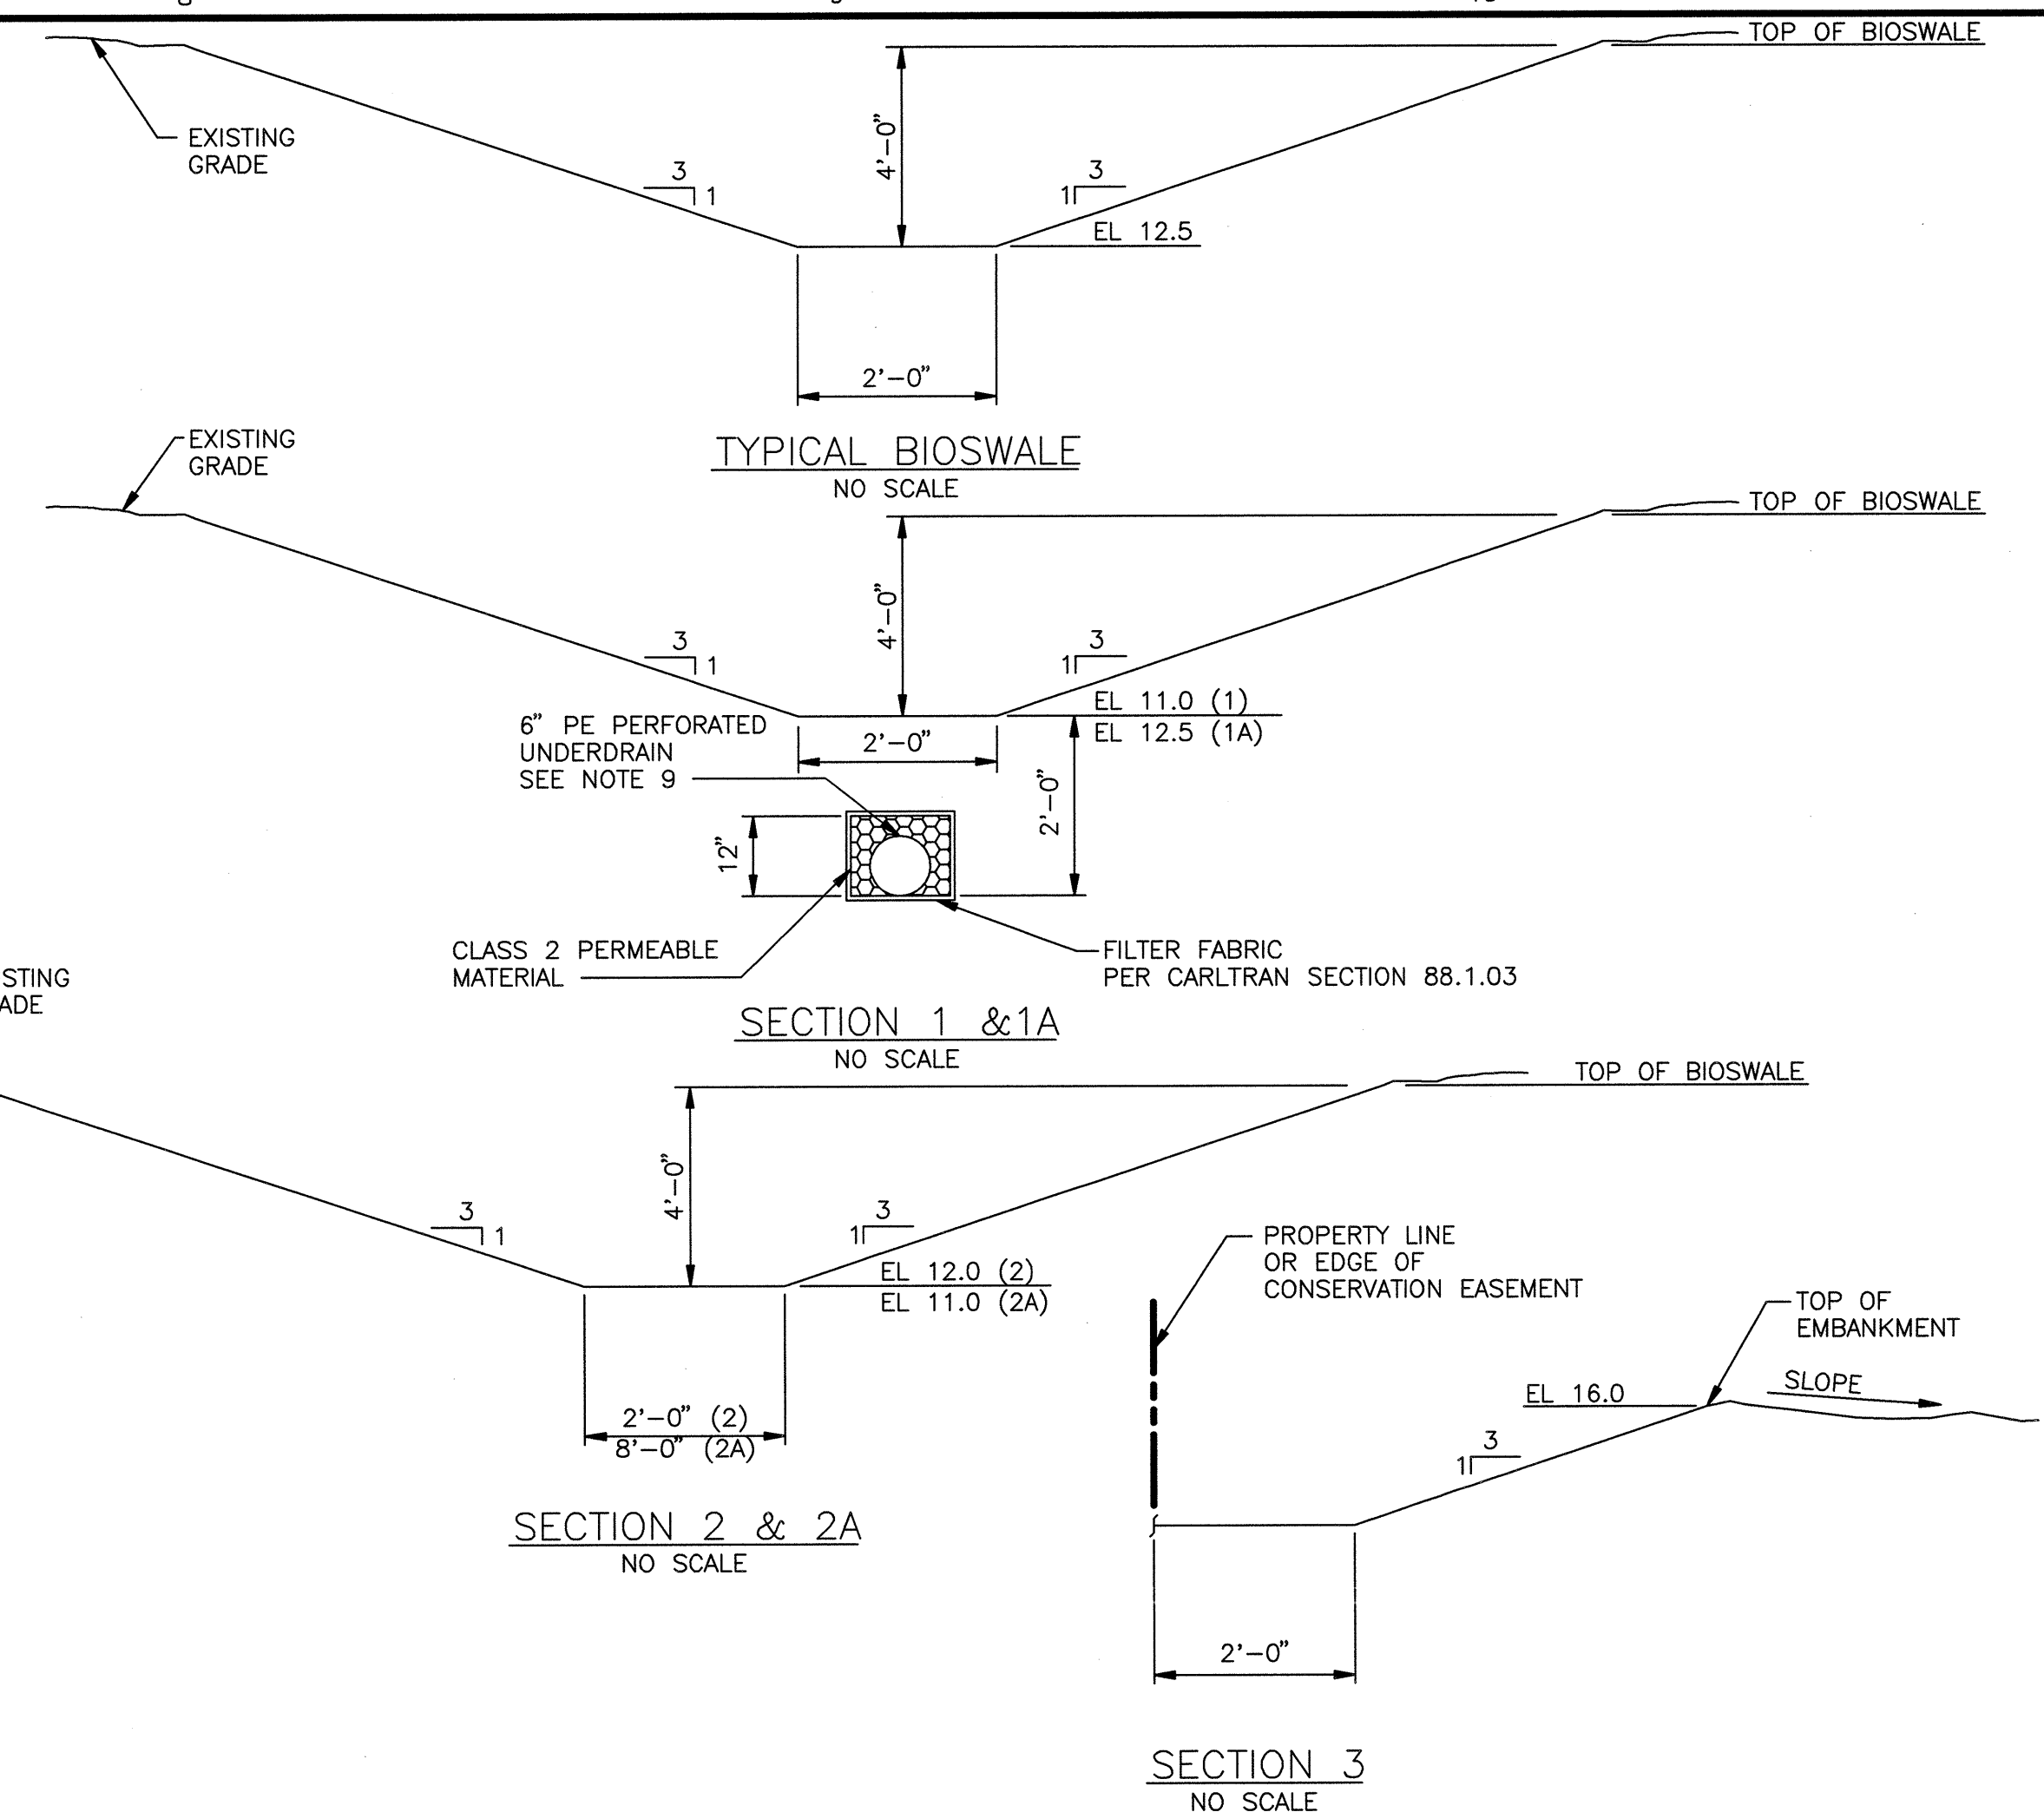 TOP OF BIOSWALE
EXISTING
GRADE
4'-0"
3
1
3
1
EL 12.5
2'-0"
TYPICAL BIOSWALE
NO SCALE
EXISTING
GRADE
TOP OF BIOSWALE
4'-0"
3
1
3
1
EL 11.0 (1)
EL 12.5 (1A)
6" PE PERFORATED
UNDERDRAIN
SEE NOTE 9
2'-0"
2'-0"
12"
CLASS 2 PERMEABLE
MATERIAL
FILTER FABRIC
PER CARLTRAN SECTION 88.1.03
SECTION 1 &1A
NO SCALE
STING
ADE
TOP OF BIOSWALE
4'-0"
3
1
3
1
EL 12.0 (2)
EL 11.0 (2A)
2'-0" (2)
8'-0" (2A)
SECTION 2 & 2A
NO SCALE
PROPERTY LINE
OR EDGE OF
CONSERVATION EASEMENT
TOP OF
EMBANKMENT
EL 16.0
SLOPE
3
1
2'-0"
SECTION 3
NO SCALE